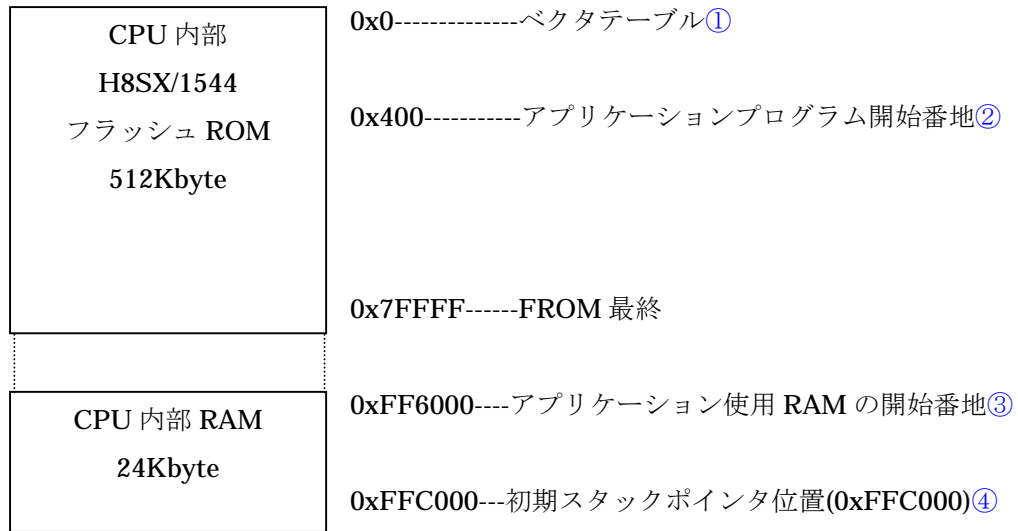 CPU 内部
H8SX/1544
フラッシュ ROM
512Kbyte
0x0--------------ベクタテーブル①
0x400-----------アプリケーションプログラム開始番地②
0x7FFFF------FROM 最終
CPU 内部 RAM
24Kbyte
0xFF6000----アプリケーション使用 RAM の開始番地③
0xFFC000---初期スタックポインタ位置(0xFFC000)④